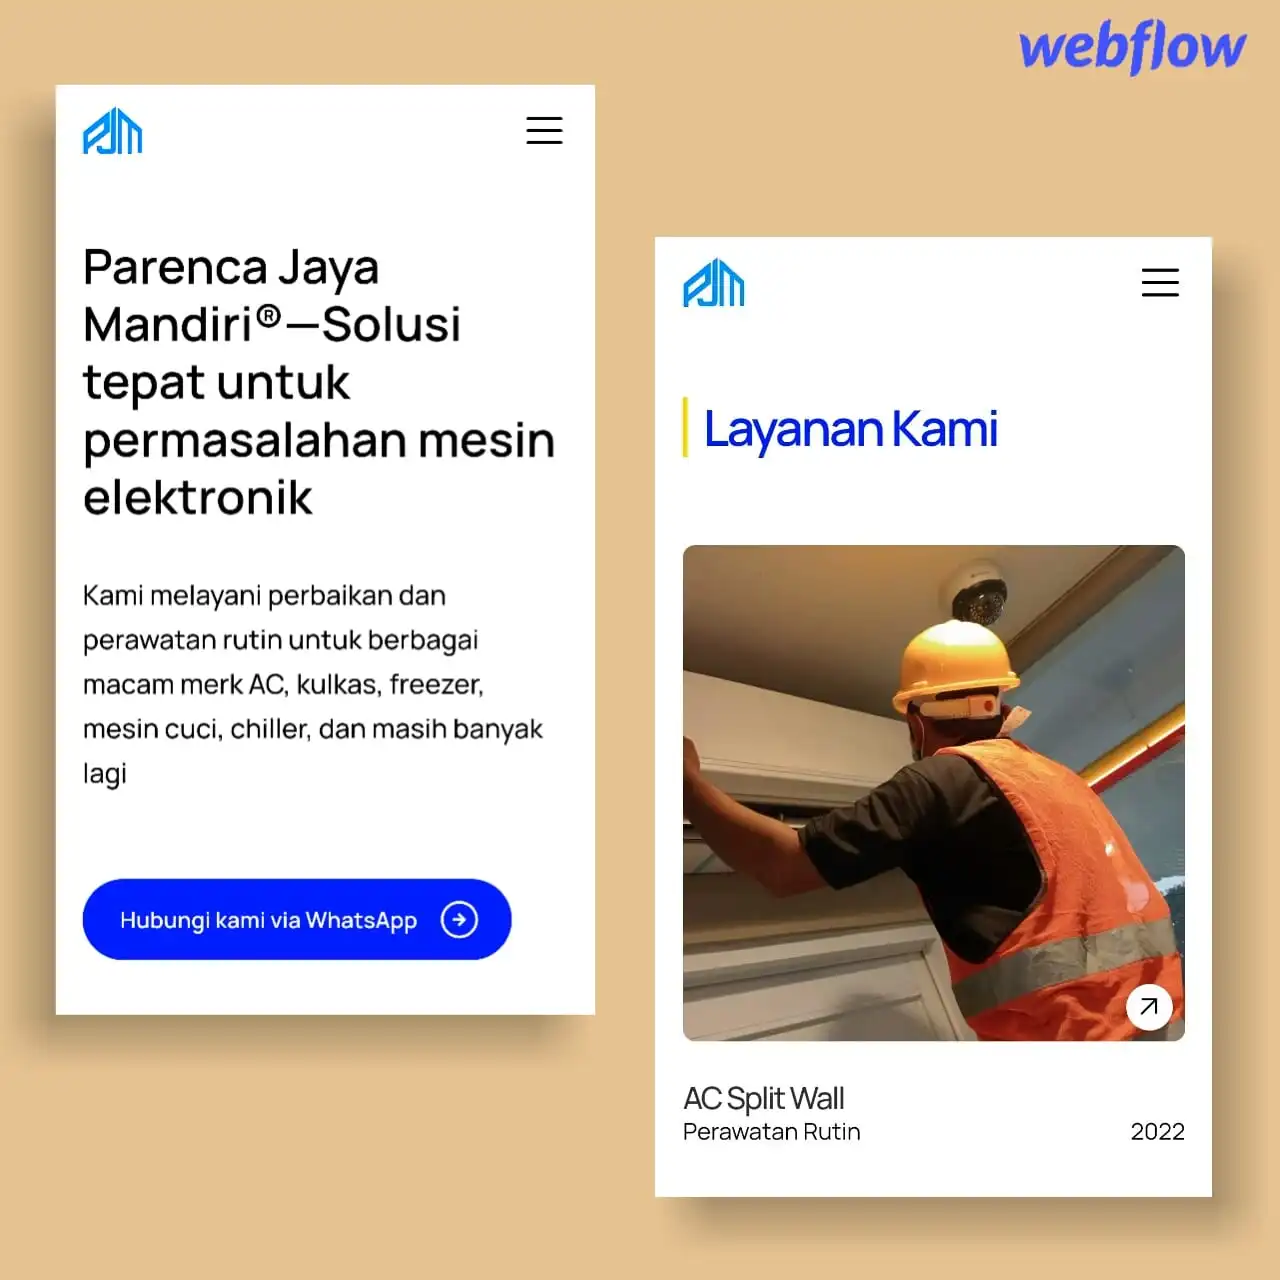 webflow
PJM
Parenca Jaya
Mandiri®—Solusi
tepat untuk
permasalahan mesin
elektronik
Kami melayani perbaikan dan
perawatan rutin untuk berbagai
macam merk AC, kulkas, freezer,
mesin cuci, chiller, dan masih banyak
lagi
Hubungi kami via WhatsApp
PJM
Layanan Kami
AC Split Wall
Perawatan Rutin
2022